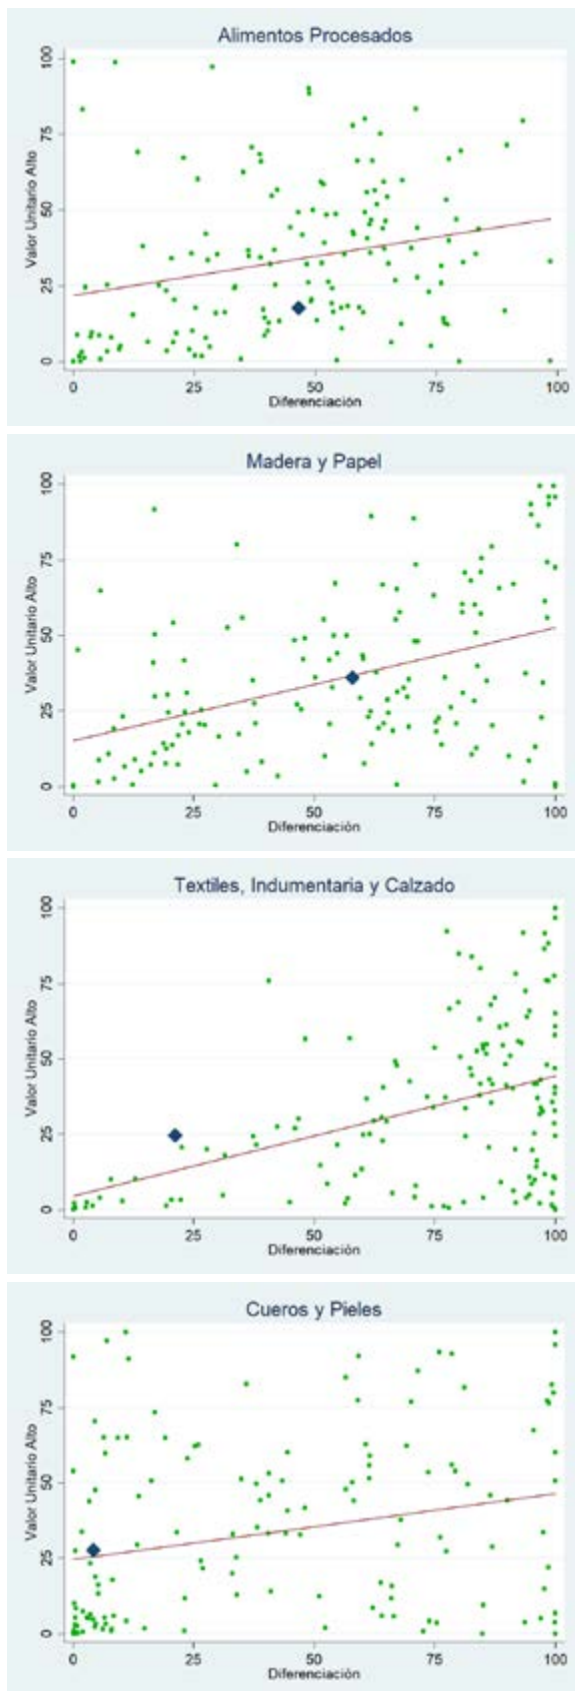 Alimentos Procesados
Valor Unitario Alto
100
75
50
25
0
0 25 50 75 100
Diferenciación
Madera y Papel
Valor Unitario Alto
100
75
50
25
0
0 25 50 75 100
Diferenciación
Textiles, Indumentaria y Calzado
Valor Unitario Alto
100
75
50
25
0
0 25 50 75 100
Diferenciación
Cueros y Pieles
Valor Unitario Alto
100
75
50
25
0
0 25 50 75 100
Diferenciación